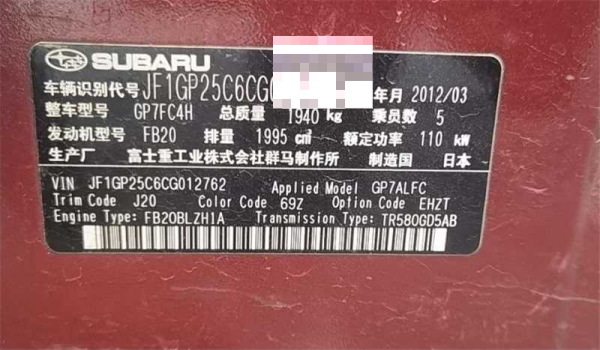 SUBARU
车辆识别代号 JF1GP25C6CG 年月 2012/03
整车型号 GP7FC4H 总质量 1940 kg 乘员数 5
发动机型号 FB20 排量 1995 cm³ 额定功率 110 kW
生产厂 富士重工业株式会社群马制作所 制造国 日本
VIN JF1GP25C6CG012762 Applied Model GP7ALFC
Trim Code J20 Color Code 69Z Option Code EHZT
Engine Type: FB20BLZH1A Transmission Type: TR580GD5AB